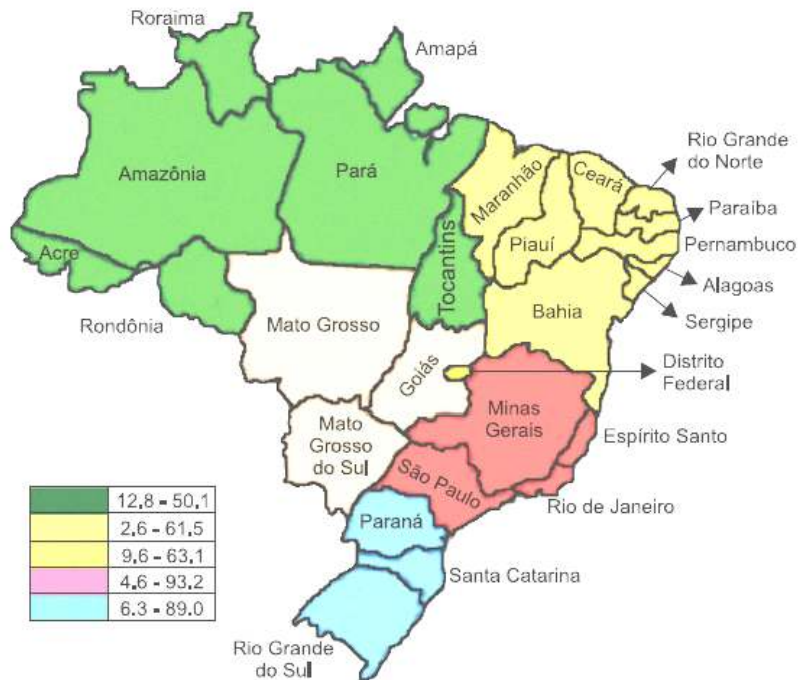 Roraima
Amapá
Amazônia
Pará
Maranhão
Ceará
Rio Grande
do Norte
Paraiba
Piauí
Pernambuco
Acre
Tocantins
Alagoas
Rondônia
Mato Grosso
Bahia
Sergipe
Goiás
Distrito
Federal
Mato
Grosso
do Sul
Minas
Gerais
Espírito Santo
São Paulo
Rio de Janeiro
Paraná
Santa Catarina
Rio Grande
do Sul
12,8 - 50,1
2,6 - 61,5
9,6 - 63,1
4,6 - 93,2
6.3 - 89.0